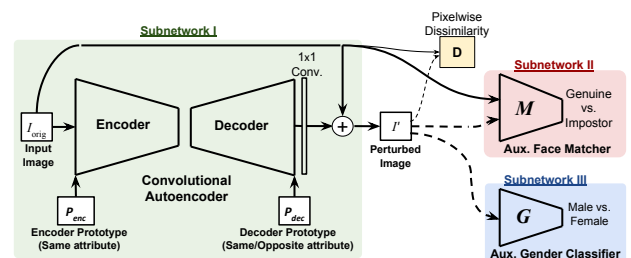 Subnetwork I
Pixelwise
Dissimilarity
D
1x1
Conv.
Encoder
Decoder
I_orig
Input
Image
+
I'
Perturbed
Image
Convolutional
Autoencoder
P_enc
Encoder Prototype
(Same attribute)
P_dec
Decoder Prototype
(Same/Opposite attribute)
Subnetwork II
M
Genuine
vs.
Impostor
Aux. Face Matcher
Subnetwork III
G
Male vs.
Female
Aux. Gender Classifier